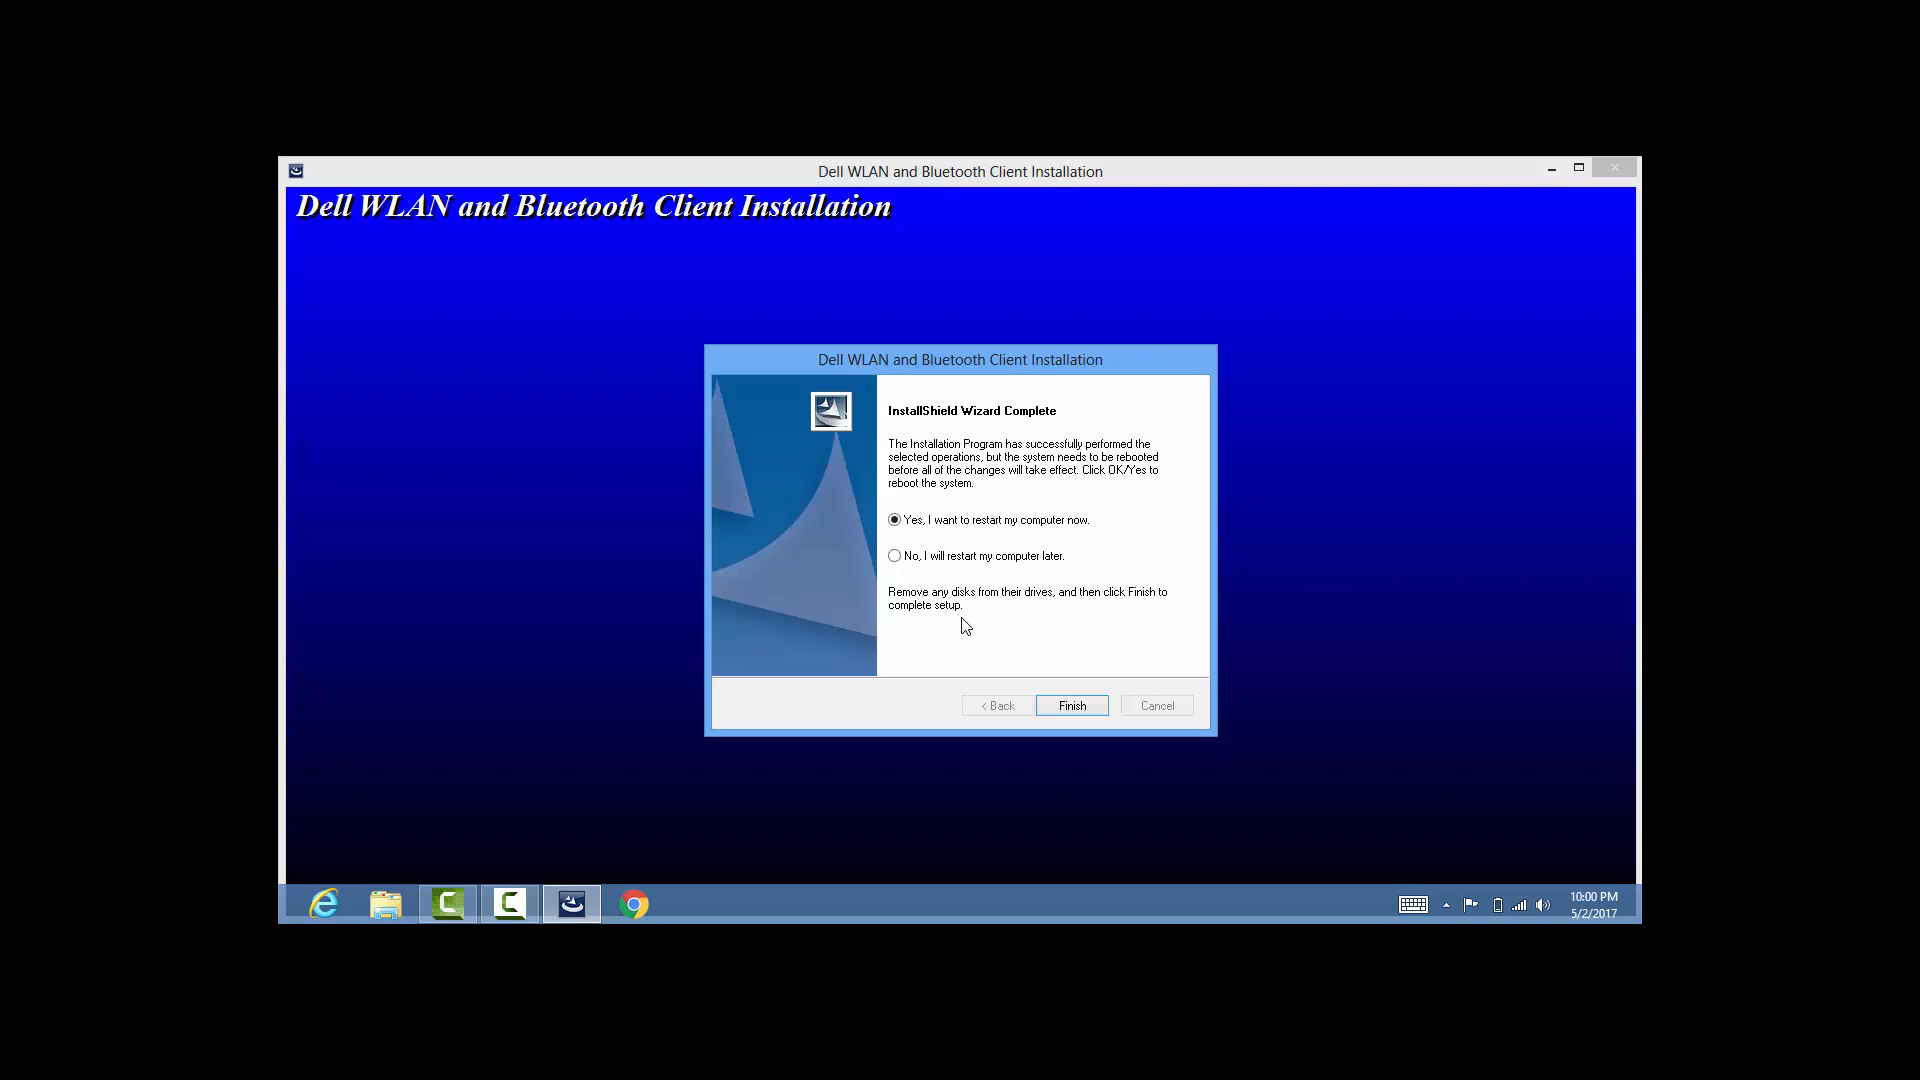 Dell WLAN and Bluetooth Client Installation
Dell WLAN and Bluetooth Client Installation
Dell WLAN and Bluetooth Client Installation
InstallShield Wizard Complete
The Installation Program has successfully performed the
selected operations, but the system needs to be rebooted
before all of the changes will take effect. Click OK/Yes to
reboot the system.
Yes, I want to restart my computer now.
No, I will restart my computer later.
Remove any disks from their drives, and then click Finish to
complete setup.
< Back
Finish
Cancel
10:00 PM
5/2/2017